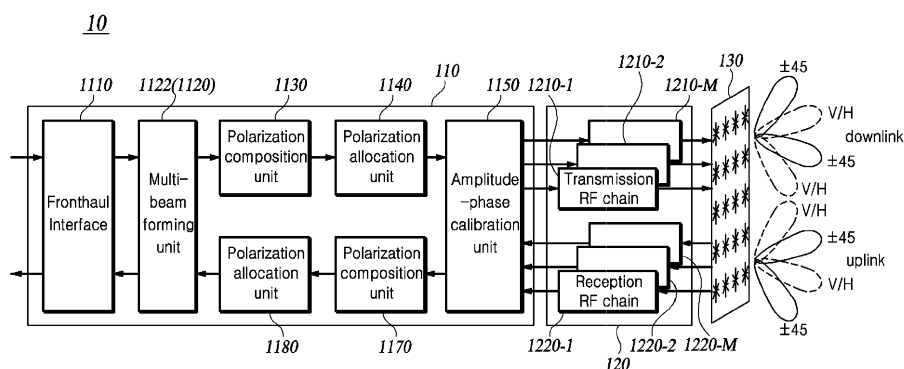 10
1110
1122(1120)
1130
1140
110
1150
1210-1
1210-2
1210-M
130
Fronthaul
Interface
Multi-
beam
forming
unit
Polarization
composition
unit
Polarization
allocation
unit
Amplitude
-phase
calibration
unit
Transmission
RF chain
Polarization
allocation
unit
Polarization
composition
unit
Reception
RF chain
±45
V/H
downlink
±45
V/H
V/H
±45
uplink
V/H
±45
1180
1170
1220-1
120
1220-2
1220-M